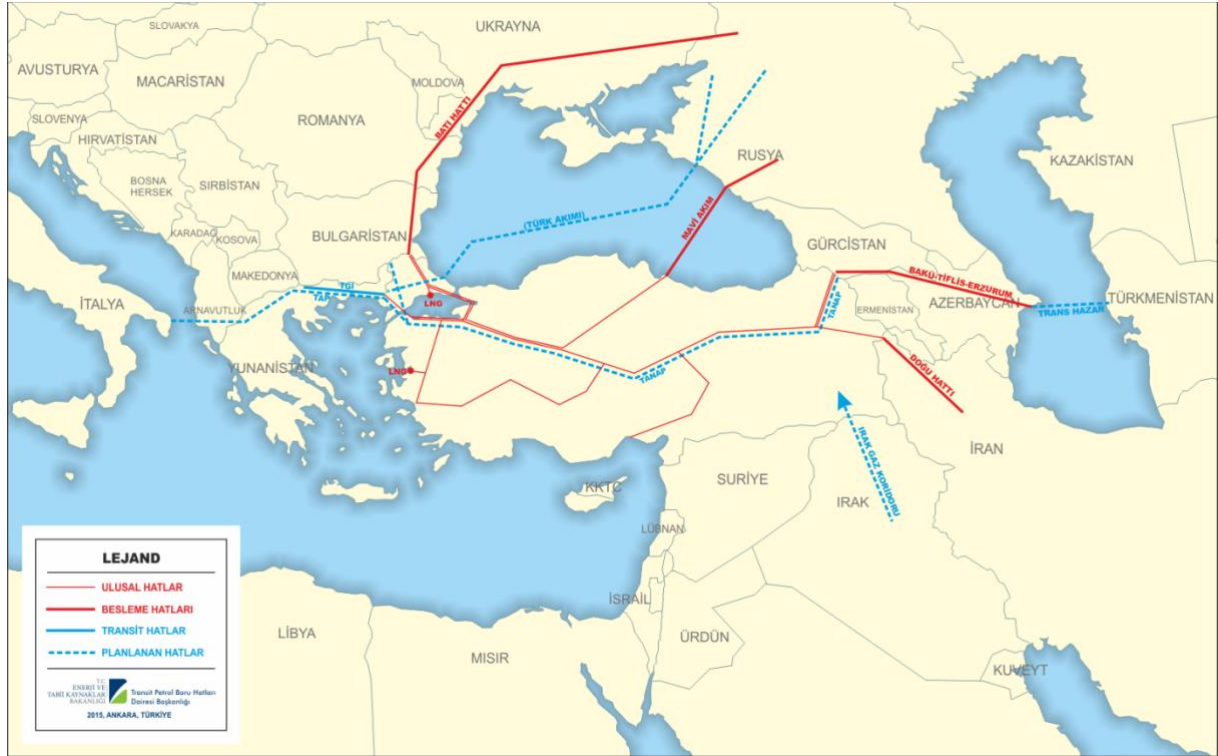 SLOVAKYA
UKRAYNA
AVUSTURYA
MACARİSTAN
MOLDOVA
SLOVENYA
HIRVATİSTAN
ROMANYA
BATI HATTI
KAZAKİSTAN
RUSYA
BOSNA
HERSEK
SIRBİSTAN
MAVİ AKIM
(TÜRK AKIMI)
KARADAĞ
KOSOVA
BULGARİSTAN
GÜRCİSTAN
MAKEDONYA
BAKÜ-TİFLİS-ERZURUM
İTALYA
ARNAVUTLUK
TGI
TAP
LNG
TANAP
ERMENİSTAN
AZERBAYCAN
TRANS HAZAR
TÜRKMENİSTAN
YUNANİSTAN
LNG
TANAP
DOĞU HATTI
IRAK GAZ KORİDORU
İRAN
KKTC
SURİYE
IRAK
LÜBNAN
İSRAİL
LİBYA
MISIR
ÜRDÜN
KUVEYT
LEJAND
ULUSAL HATLAR
BESLEME HATLARI
TRANSİT HATLAR
PLANLANAN HATLAR
T.C.
ENERJİ VE
TABİİ KAYNAKLAR
BAKANLIĞI
Transit Petrol Boru Hatları
Dairesi Başkanlığı
2015, ANKARA, TÜRKİYE